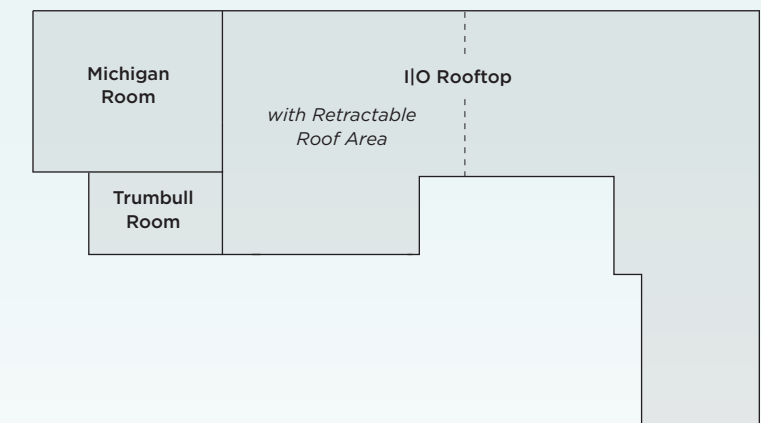 Michigan
Room
I|O Rooftop
with Retractable
Roof Area
Trumbull
Room